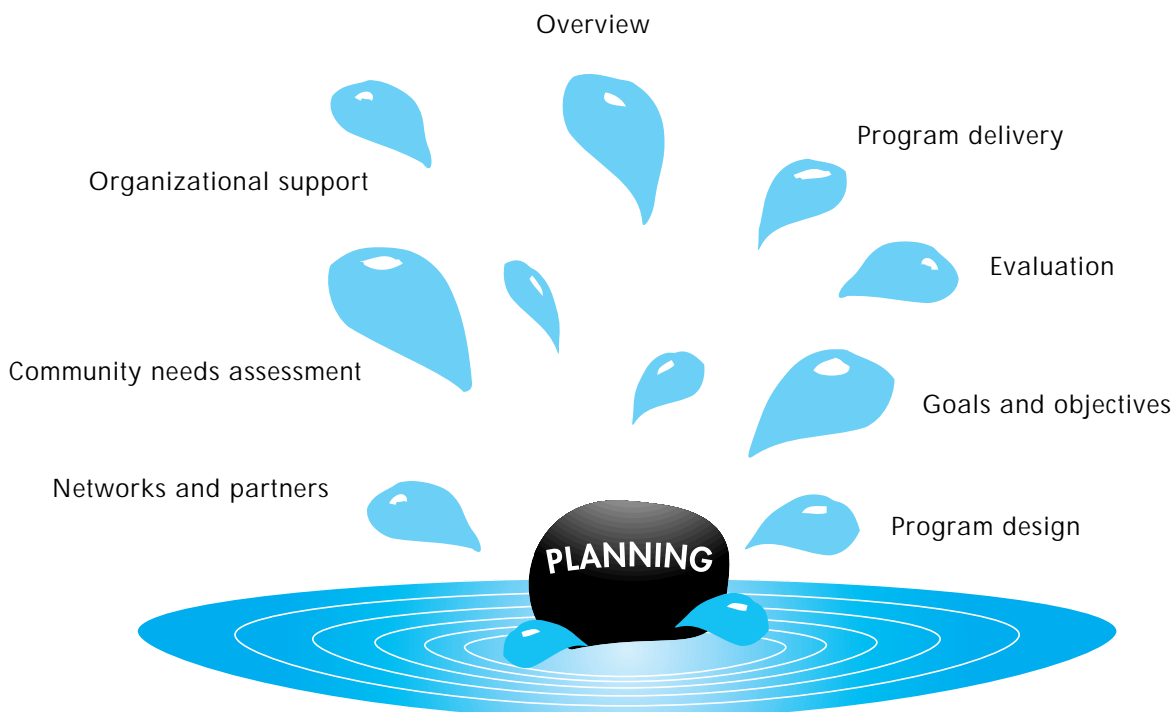 Overview
Program delivery
Organizational support
Evaluation
Community needs assessment
Goals and objectives
Networks and partners
Program design
PLANNING